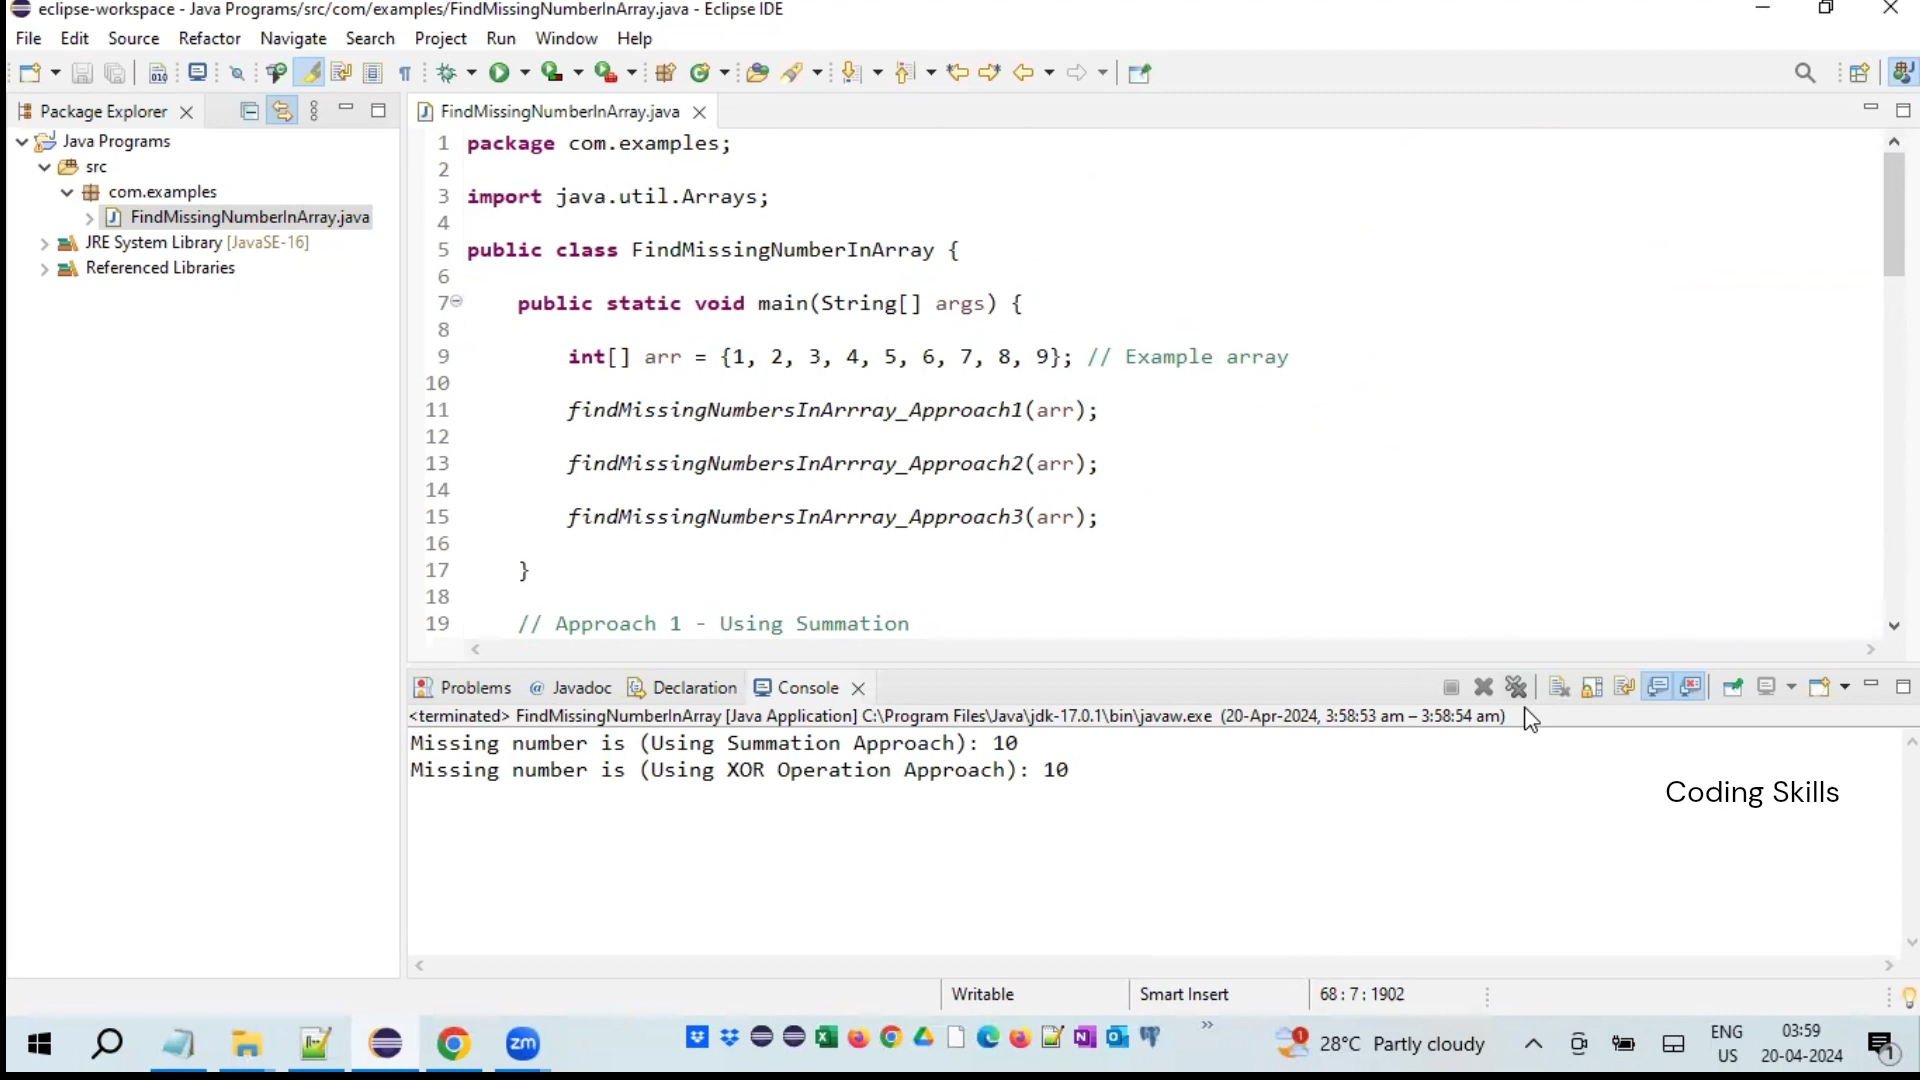 eclipse-workspace - Java Programs/src/com/examples/FindMissingNumberInArray.java - Eclipse IDE
File Edit Source Refactor Navigate Search Project Run Window Help
Package Explorer
Java Programs
src
com.examples
FindMissingNumberInArray.java
JRE System Library [JavaSE-16]
Referenced Libraries
FindMissingNumberInArray.java
1 package com.examples;
2
3 import java.util.Arrays;
4
5 public class FindMissingNumberInArray {
6
7 public static void main(String[] args) {
8
9 int[] arr = {1, 2, 3, 4, 5, 6, 7, 8, 9}; // Example array
10
11 findMissingNumbersInArrray_Approach1(arr);
12
13 findMissingNumbersInArrray_Approach2(arr);
14
15 findMissingNumbersInArrray_Approach3(arr);
16
17 }
18
19 // Approach 1 - Using Summation
Problems @ Javadoc Declaration Console
<terminated> FindMissingNumberInArray [Java Application] C:\Program Files\Java\jdk-17.0.1\bin\javaw.exe (20-Apr-2024, 3:58:53 am – 3:58:54 am)
Missing number is (Using Summation Approach): 10
Missing number is (Using XOR Operation Approach): 10
Coding Skills
Writable Smart Insert 68 : 7 : 1902
zm
28°C Partly cloudy
ENG
US
03:59
20-04-2024